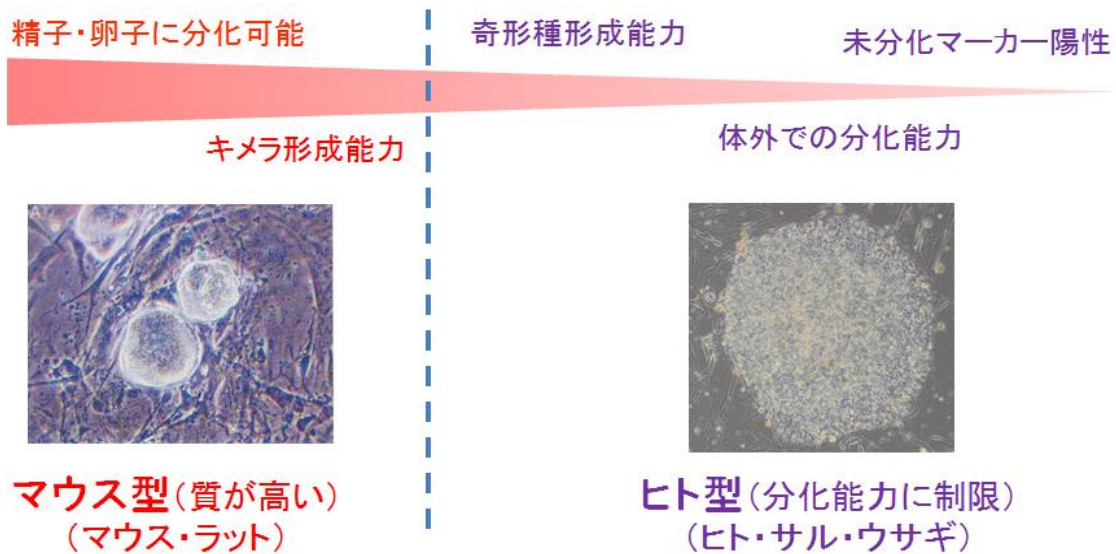 精子・卵子に分化可能
奇形種形成能力
未分化マーカー陽性
キメラ形成能力
体外での分化能力
マウス型(質が高い)
(マウス・ラット)
ヒト型(分化能力に制限)
(ヒト・サル・ウサギ)